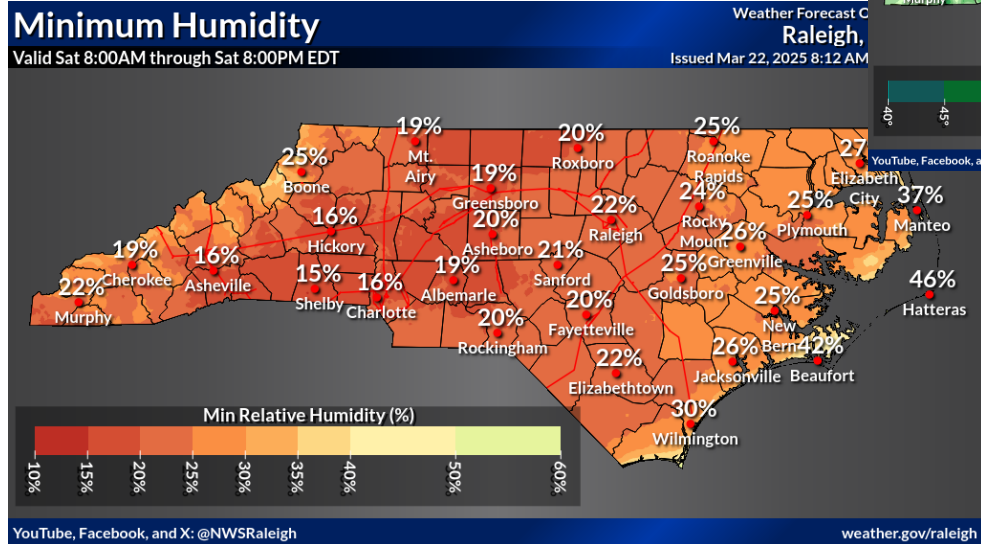 Minimum Humidity
Valid Sat 8:00AM through Sat 8:00PM EDT
Weather Forecast O
Raleigh,
Issued Mar 22, 2025 8:12 AM
Murphy
40°
45°
YouTube, Facebook, a
19%
Mt.
Airy
20%
Roxboro
25%
Roanoke
Rapids
27
Elizabeth
City
25%
Boone
19%
Greensboro
24%
Rocky
Mount
25%
Plymouth
37%
Manteo
16%
Hickory
20%
Asheboro
22%
Raleigh
26%
Greenville
19%
Cherokee
16%
Asheville
21%
Sanford
25%
Goldsboro
46%
Hatteras
22%
Murphy
15%
Shelby
16%
Charlotte
19%
Albemarle
20%
Fayetteville
25%
New
Bern
20%
Rockingham
26%
Jacksonville
42%
Beaufort
22%
Elizabethtown
30%
Wilmington
Min Relative Humidity (%)
10%
15%
20%
25%
30%
35%
40%
50%
60%
YouTube, Facebook, and X: @NWSRaleigh
weather.gov/raleigh